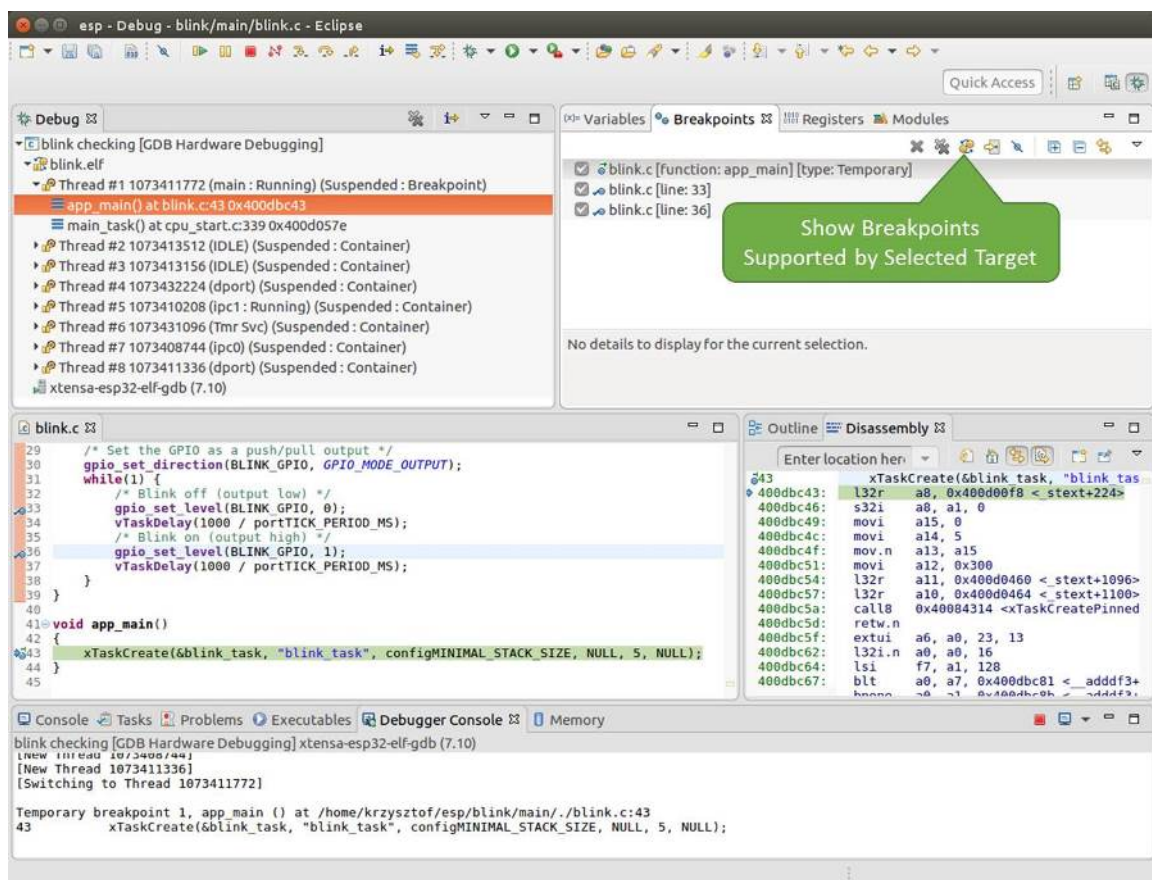 esp - Debug - blink/main/blink.c - Eclipse
Quick Access
Debug
blink checking [GDB Hardware Debugging]
blink.elf
Thread #1 1073411772 (main : Running) (Suspended : Breakpoint)
app_main() at blink.c:43 0x400dbc43
main_task() at cpu_start.c:339 0x400d057e
Thread #2 1073413512 (IDLE) (Suspended : Container)
Thread #3 1073413156 (IDLE) (Suspended : Container)
Thread #4 1073432224 (dport) (Suspended : Container)
Thread #5 1073410208 (ipc1 : Running) (Suspended : Container)
Thread #6 1073431096 (Tmr Svc) (Suspended : Container)
Thread #7 1073408744 (ipc0) (Suspended : Container)
Thread #8 1073411336 (dport) (Suspended : Container)
xtensa-esp32-elf-gdb (7.10)
(x)= Variables Breakpoints Registers Modules
blink.c [function: app_main] [type: Temporary]
blink.c [line: 33]
blink.c [line: 36]
Show Breakpoints
Supported by Selected Target
No details to display for the current selection.
blink.c
29 /* Set the GPIO as a push/pull output */
30 gpio_set_direction(BLINK_GPIO, GPIO_MODE_OUTPUT);
31 while(1) {
32 /* Blink off (output low) */
33 gpio_set_level(BLINK_GPIO, 0);
34 vTaskDelay(1000 / portTICK_PERIOD_MS);
35 /* Blink on (output high) */
36 gpio_set_level(BLINK_GPIO, 1);
37 vTaskDelay(1000 / portTICK_PERIOD_MS);
38 }
39 }
40
41 void app_main()
42 {
43 xTaskCreate(&blink_task, "blink_task", configMINIMAL_STACK_SIZE, NULL, 5, NULL);
44 }
45
Outline Disassembly
Enter location her
43 xTaskCreate(&blink_task, "blink_tas
400dbc43: l32r a8, 0x400d00f8 <_stext+224>
400dbc46: s32i a8, a1, 0
400dbc49: movi a15, 0
400dbc4c: movi a14, 5
400dbc4f: mov.n a13, a15
400dbc51: movi a12, 0x300
400dbc54: l32r a11, 0x400d0460 <_stext+1096>
400dbc57: l32r a10, 0x400d0464 <_stext+1100>
400dbc5a: call8 0x40084314 <xTaskCreatePinned
400dbc5d: retw.n
400dbc5f: extui a6, a0, 23, 13
400dbc62: l32i.n a0, a0, 16
400dbc64: lsi f7, a1, 128
400dbc67: blt a0, a7, 0x400dbc81 <__adddf3+
Console Tasks Problems Executables Debugger Console Memory
blink checking [GDB Hardware Debugging] xtensa-esp32-elf-gdb (7.10)
[New Thread 1073408744]
[New Thread 1073411336]
[Switching to Thread 1073411772]
Temporary breakpoint 1, app_main () at /home/krzysztof/esp/blink/main/./blink.c:43
43 xTaskCreate(&blink_task, "blink_task", configMINIMAL_STACK_SIZE, NULL, 5, NULL);